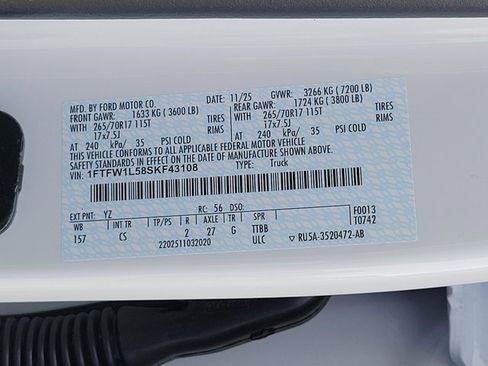 MFD. BY FORD MOTOR CO. DATE: 11/25 GVWR: 3266 KG ( 7200 LB)
FRONT GAWR: 1633 KG ( 3600 LB) REAR GAWR: 1724 KG ( 3800 LB)
WITH WITH
265/70R17 115T TIRES 265/70R17 115T TIRES
17x7.5J RIMS 17x7.5J RIMS
AT 240 kPa/ 35 PSI COLD AT 240 kPa/ 35 PSI COLD
THIS VEHICLE CONFORMS TO ALL APPLICABLE FEDERAL MOTOR VEHICLE
SAFETY STANDARDS IN EFFECT ON THE DATE OF MANUFACTURE SHOWN ABOVE.
VIN: 1FTFW1L58SKF43108 TYPE: Truck
EXT PNT: YZ RC: 56 DSO: F0013
WB INT TR TP/PS R AXLE TR SPR T0742
157 CS 2 27 G TTBB
2202511032020 ULC RU5A-3520472-AB